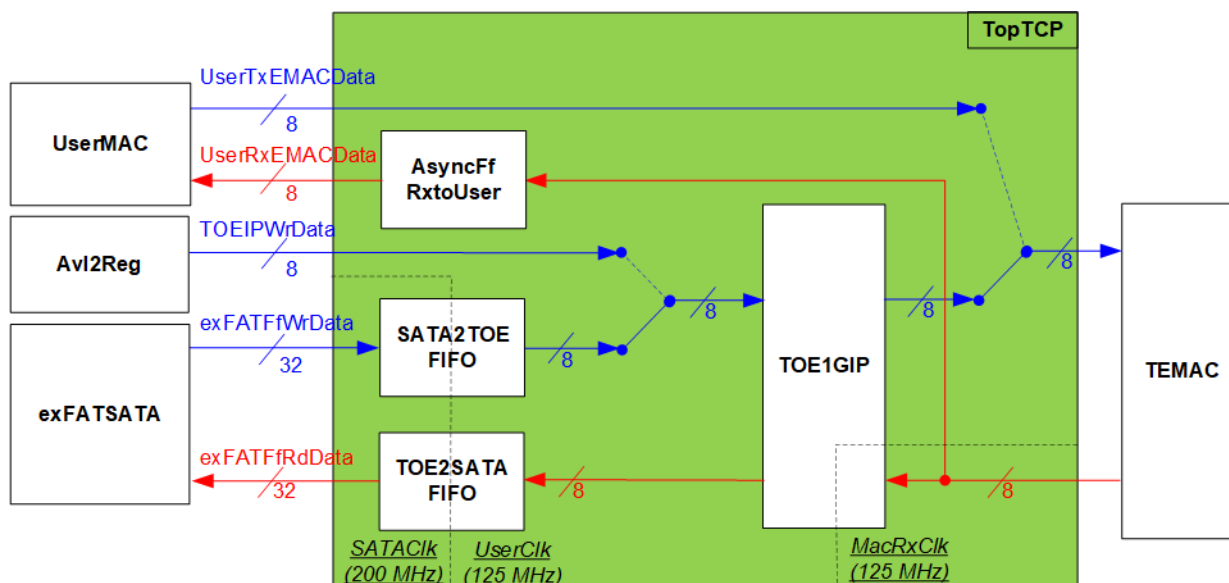 TopTCP
UserTxEMACData
8
UserMAC
UserRxEMACData
8
AsyncFf
RxtoUser
Avl2Reg
TOEIPWrData
8
8
8
8
exFATSATA
exFATFfWrData
32
SATA2TOE
FIFO
8
TOE1GIP
TEMAC
exFATFfRdData
32
TOE2SATA
FIFO
8
8
SATAClk
(200 MHz)
UserClk
(125 MHz)
MacRxClk
(125 MHz)